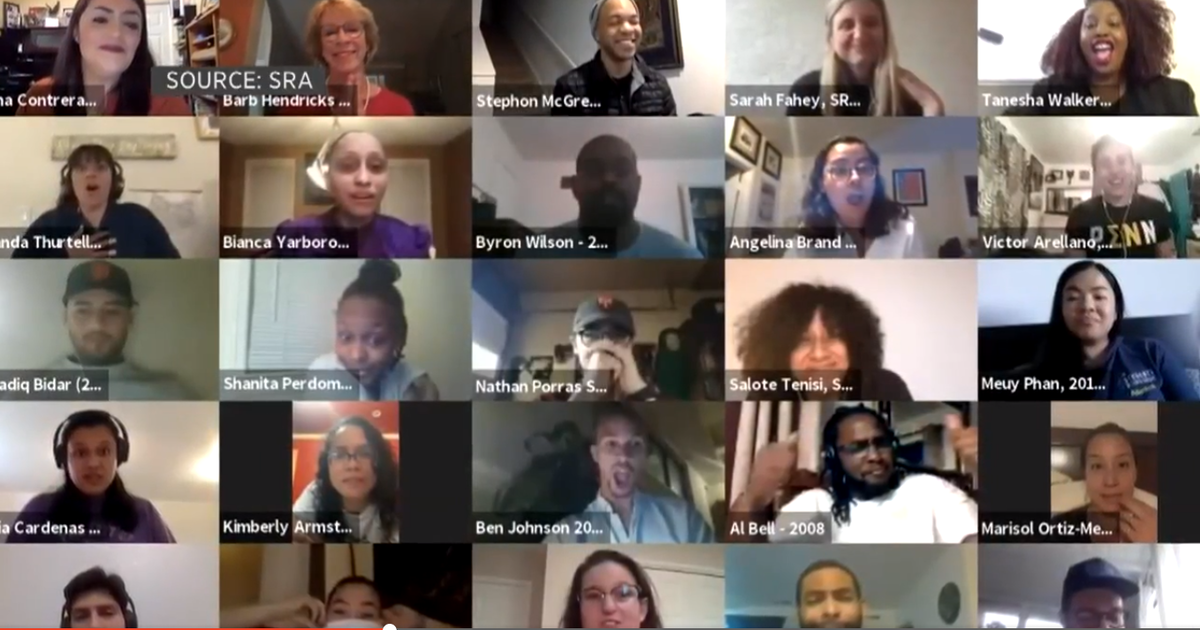 SOURCE: SRA
na Contrera...
Barb Hendricks ...
Stephon McGre...
Sarah Fahey, SR...
Tanesha Walker...
nda Thurtell...
Bianca Yarboro...
Byron Wilson - 2...
Angelina Brand ...
Victor Arellano,...
PENN
adiq Bidar (2...
Shanita Perdom...
Nathan Porras S...
Salote Tenisi, S...
Meuy Phan, 201...
ia Cardenas ...
Kimberly Armst...
Ben Johnson 20...
Al Bell - 2008
Marisol Ortiz-Me...